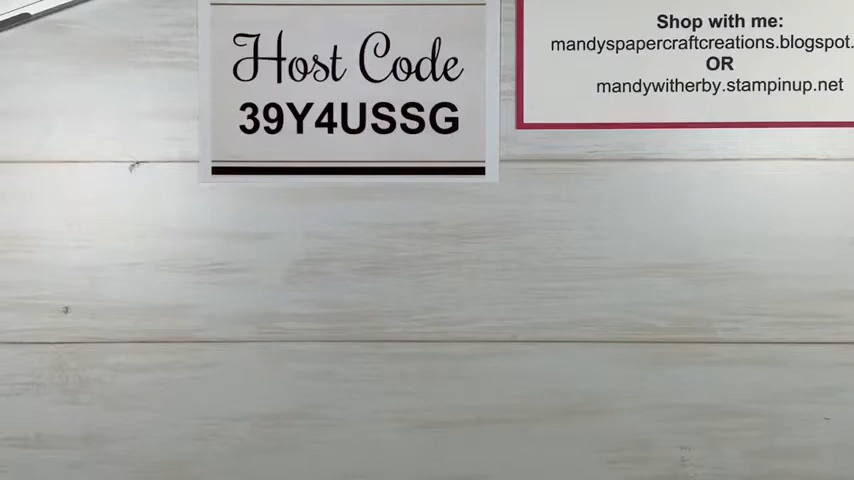 Host Code
39Y4USSG
Shop with me:
mandyspapercraftcreations.blogspot.
OR
mandywitherby.stampinup.net